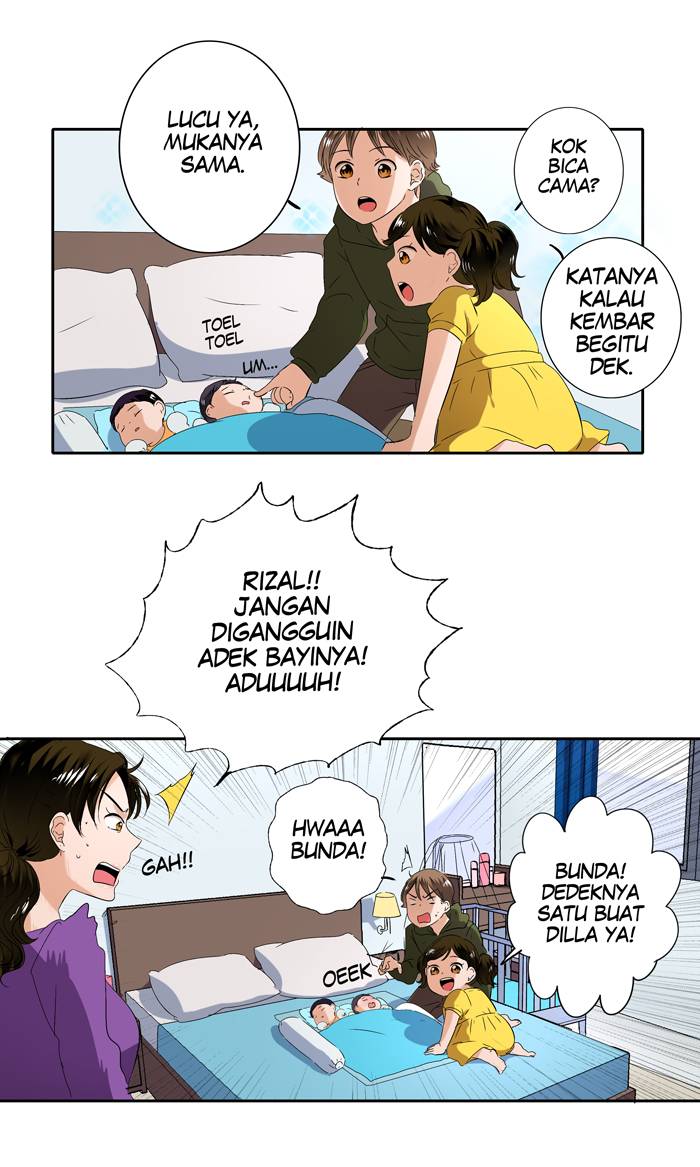 LUCU YA,
MUKANYA
SAMA.
KOK
BICA
CAMA?
KATANYA
KALAU
KEMBAR
BEGITU
DEK.
TOEL
TOEL
UM...
RIZAL!!
JANGAN
DIGANGGUIN
ADEK BAYINYA!
ADUUUUUH!
GAH!!
HWAAA
BUNDA!
BUNDA!
DEDEKNYA
SATU BUAT
DILLA YA!
OEEK